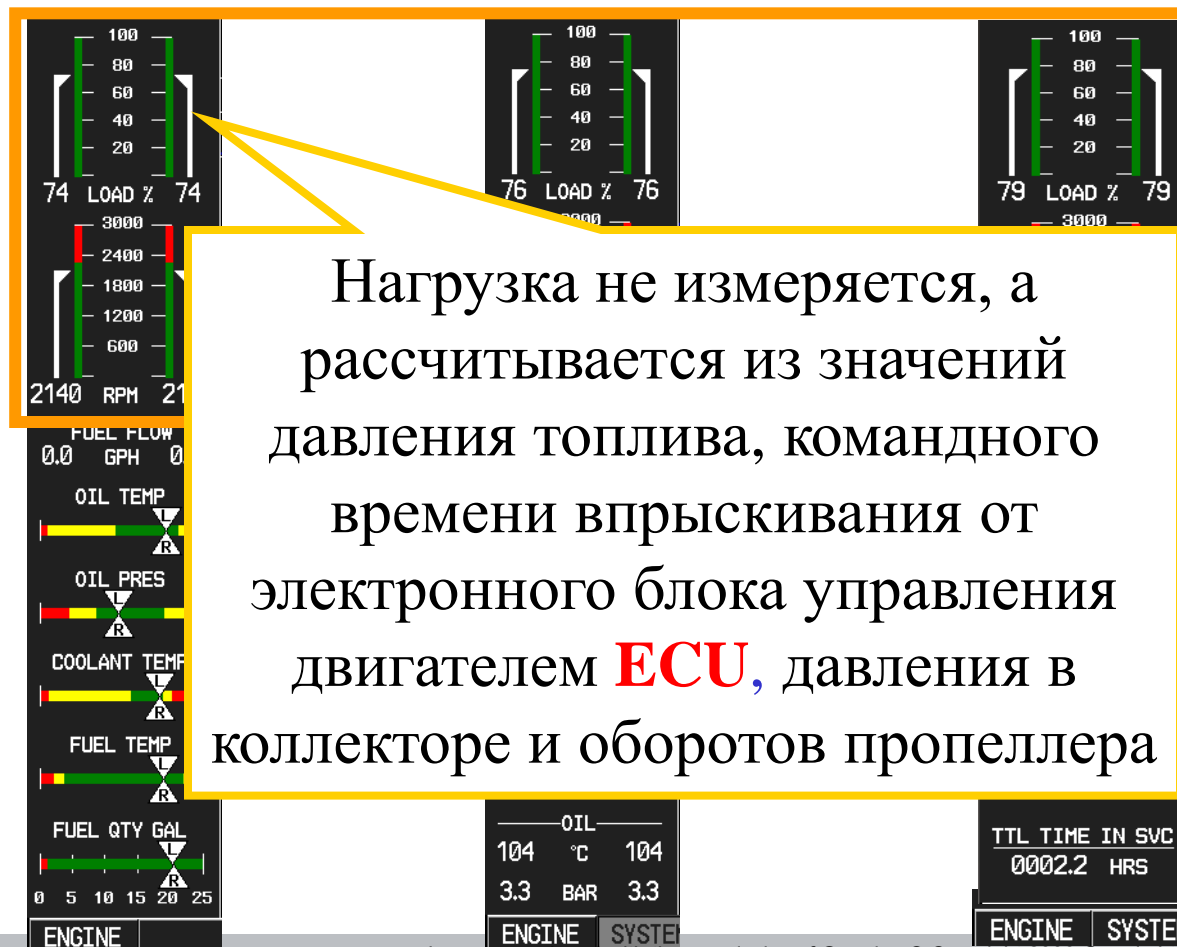 100
80
60
40
20
74 LOAD % 74
3000
2400
1800
1200
600
2140 RPM
FUEL FLOW
0.0 GPH
OIL TEMP
L
R
OIL PRES
L
R
COOLANT TEMP
L
R
FUEL TEMP
L
R
FUEL QTY GAL
L
R
0 5 10 15 20 25
ENGINE
100
80
60
40
20
76 LOAD % 76
100
80
60
40
20
79 LOAD % 79
3000
Нагрузка не измеряется, а
рассчитывается из значений
давления топлива, командного
времени впрыскивания от
электронного блока управления
двигателем ECU, давления в
коллекторе и оборотов пропеллера
OIL
104 °C 104
3.3 BAR 3.3
ENGINE
TTL TIME IN SVC
0002.2 HRS
ENGINE